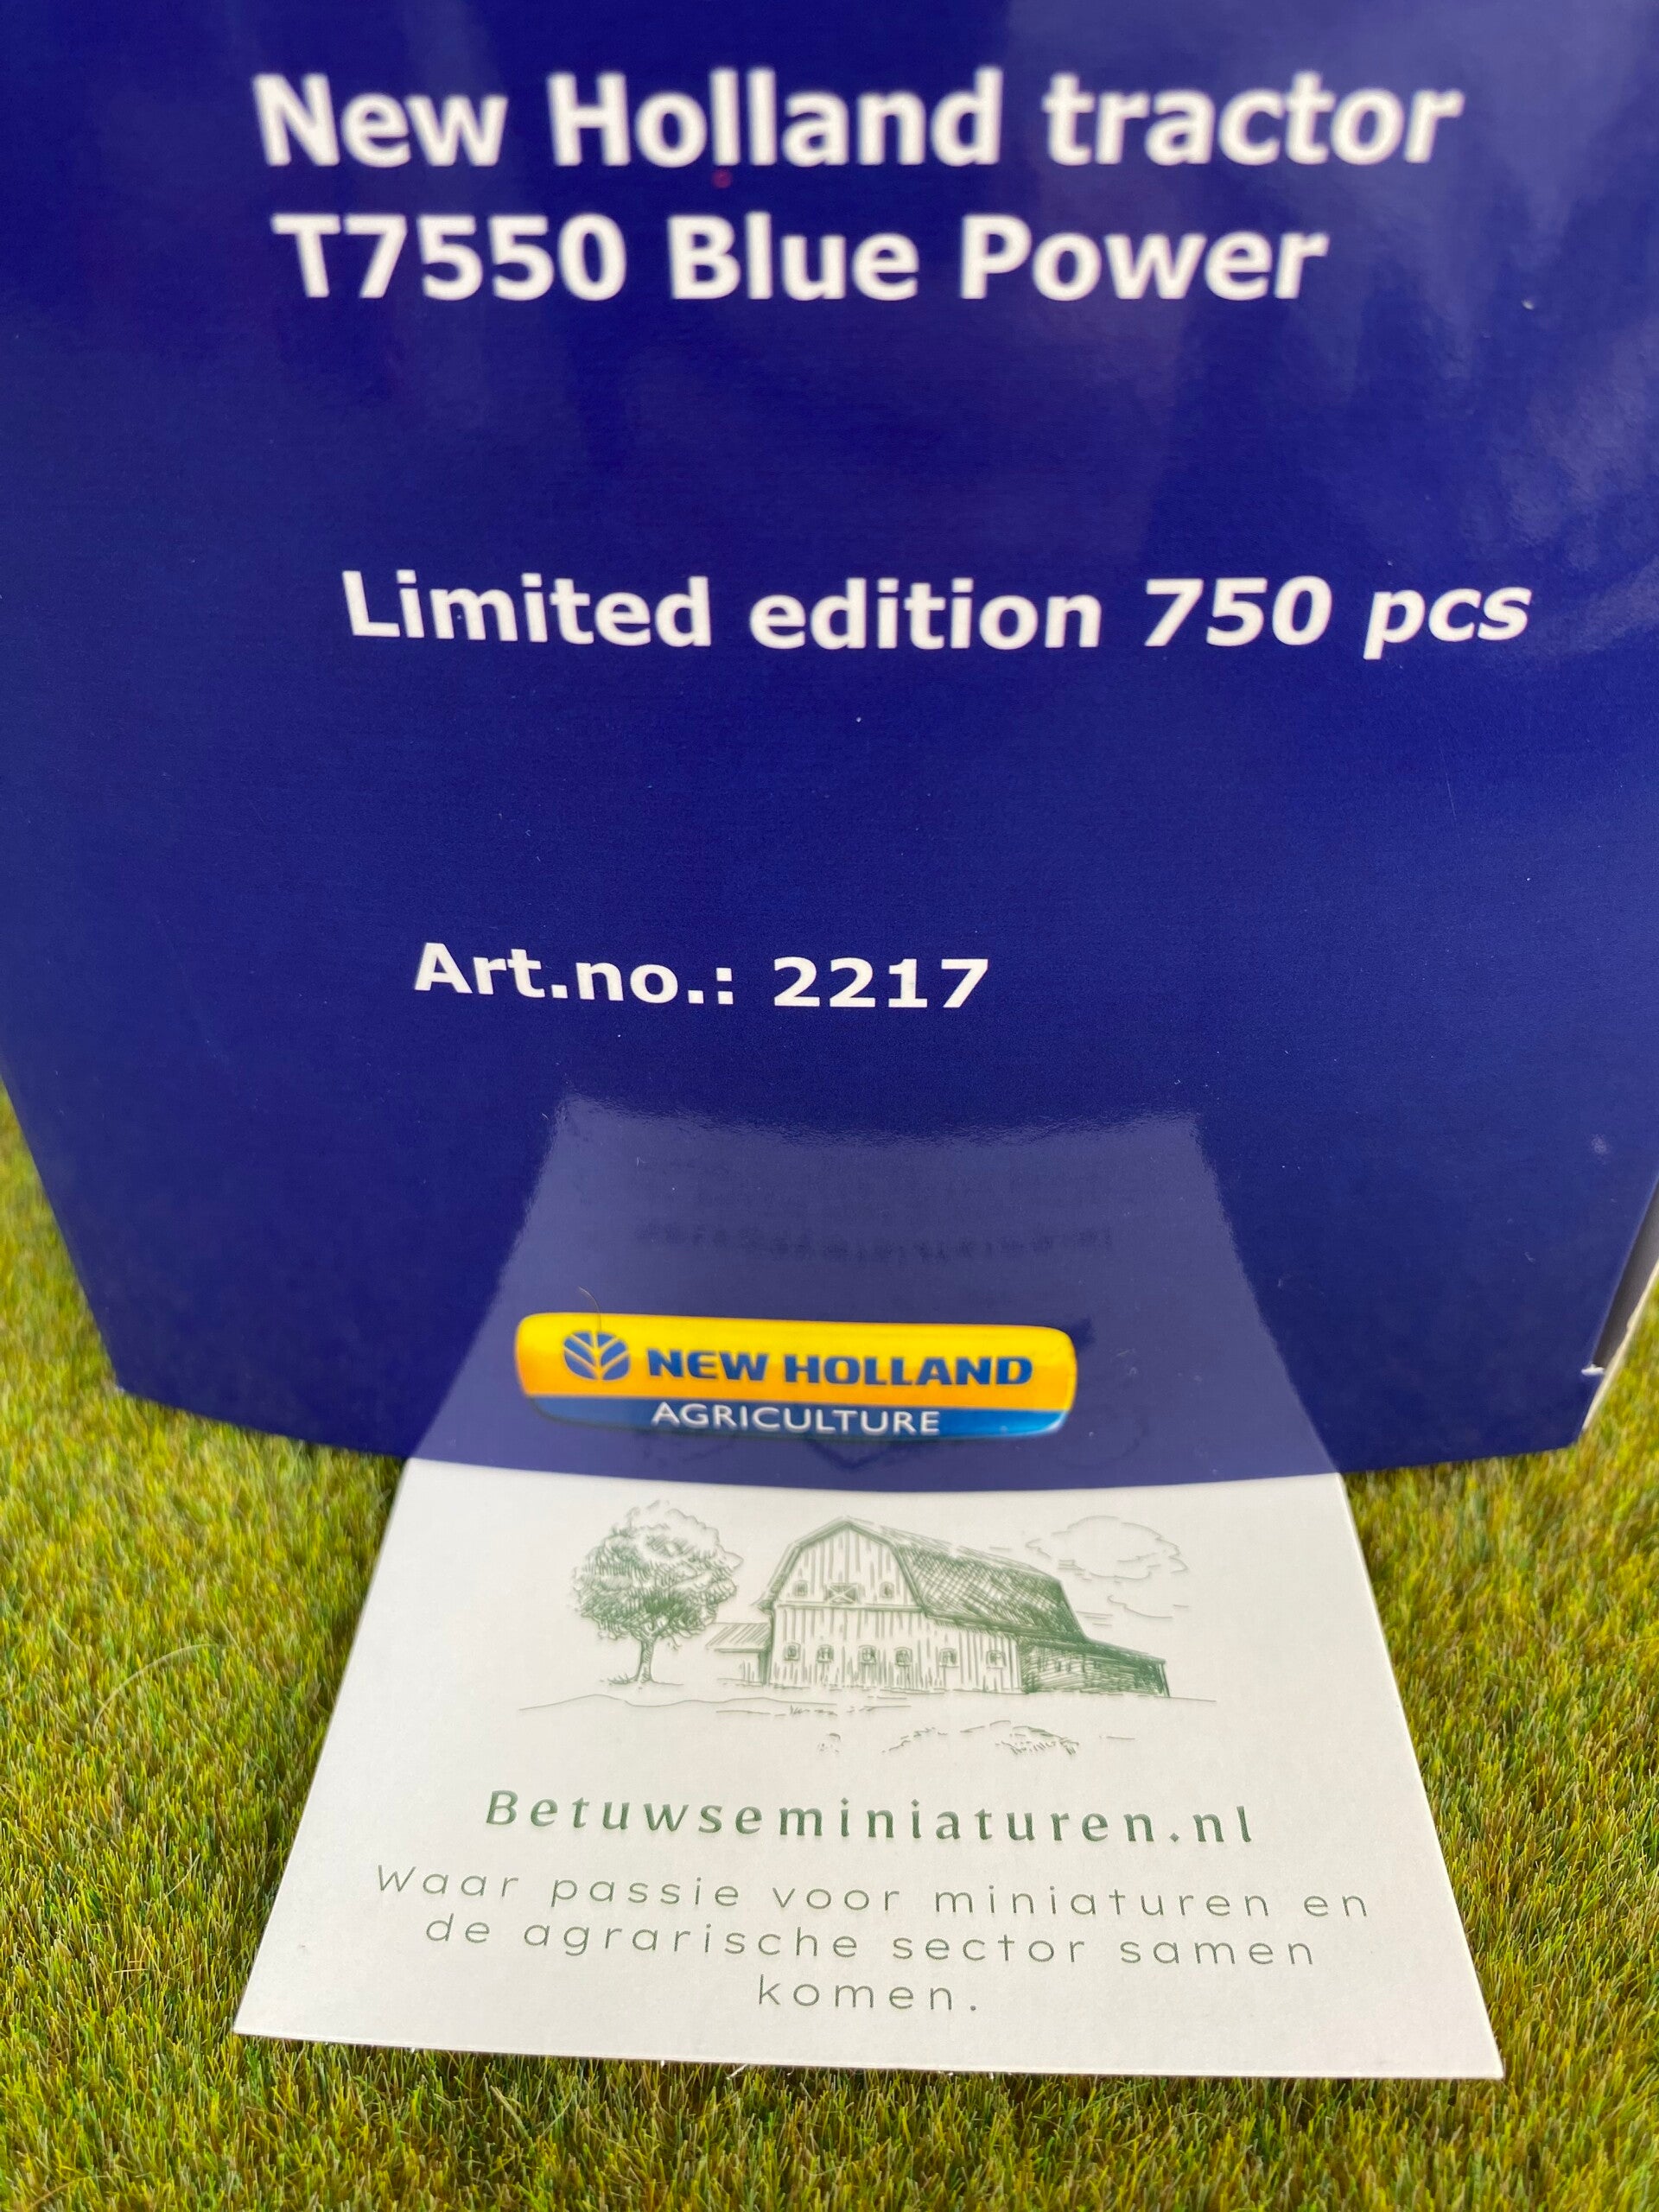 New Holland tractor
T7550 Blue Power
Limited edition 750 pcs
Art.no.: 2217
NEW HOLLAND
AGRICULTURE
Betuwseminiaturen.nl
Waar passie voor miniaturen en
de agrarische sector samen
komen.